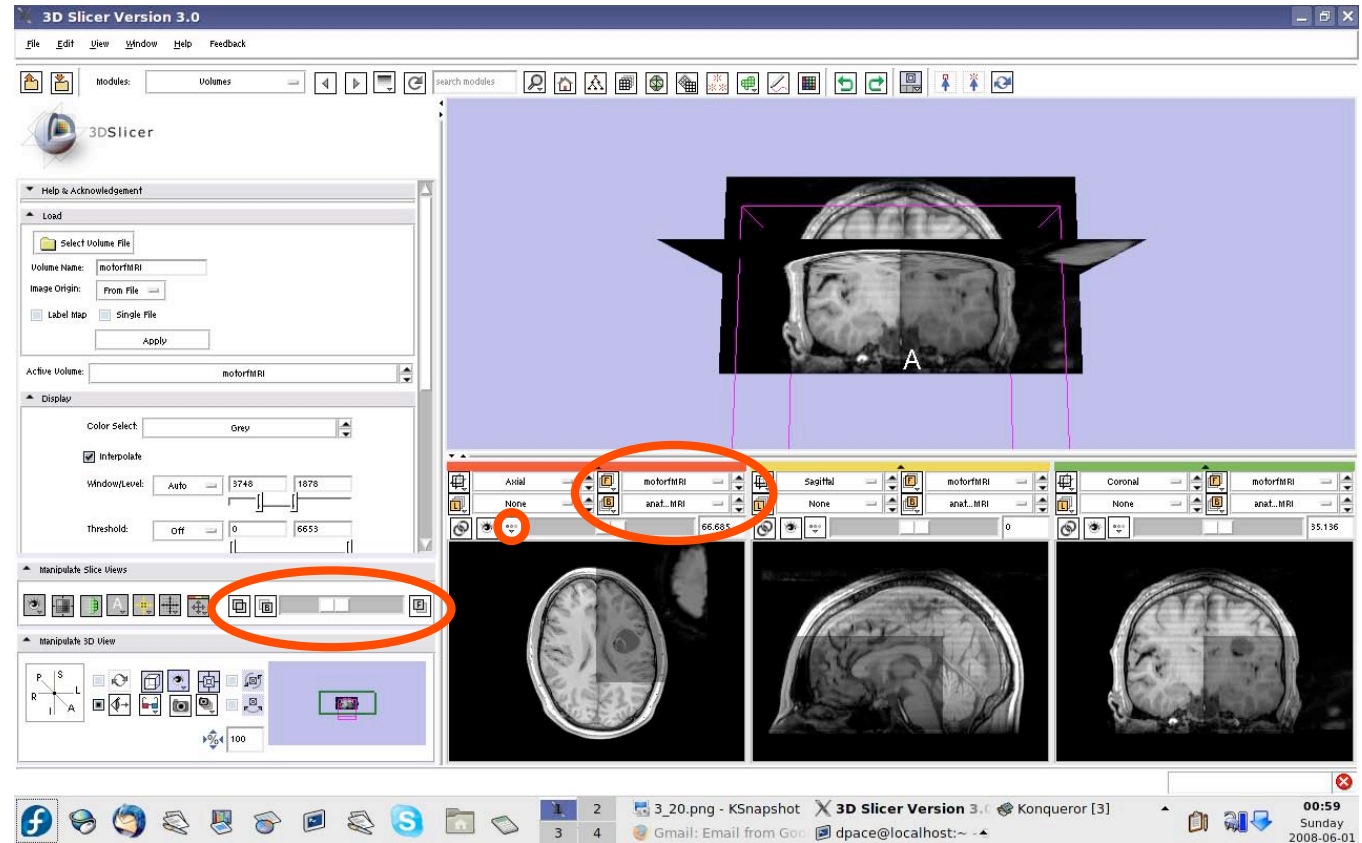 3D Slicer Version 3.0
File Edit View Window Help Feedback
Modules: Volumes search modules
3DSlicer
Help & Acknowledgement
Load
Select Volume File
Volume Name: motorfMRI
Image Origin: From File
Label Map Single File
Apply
Active Volume: motorfMRI
Display
Color Select: Grey
Interpolate
Window/Level: Auto 3748 1878
Threshold: Off 0 6653
Manipulate Slice Views
B F
Manipulate 3D View
P S
R L
I A
100
A
Axial F motorfMRI
L None B anat...MRI
66.685
Sagittal F motorfMRI
L None B anat...MRI
0
Coronal F motorfMRI
L None B anat...MRI
35.136
1 2
3 4
3_20.png - KSnapshot
3D Slicer Version 3.
Konqueror [3]
Gmail: Email from Goo
dpace@localhost:~ -
00:59
Sunday
2008-06-01